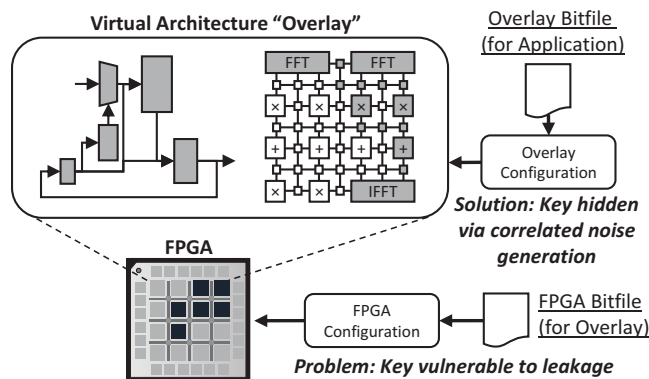 Virtual Architecture “Overlay”
Overlay Bitfile
(for Application)
FFT
FFT
× × × ×
+ + + +
× ×
IFFT
Overlay
Configuration
Solution: Key hidden
via correlated noise
generation
FPGA
FPGA
Configuration
FPGA Bitfile
(for Overlay)
Problem: Key vulnerable to leakage